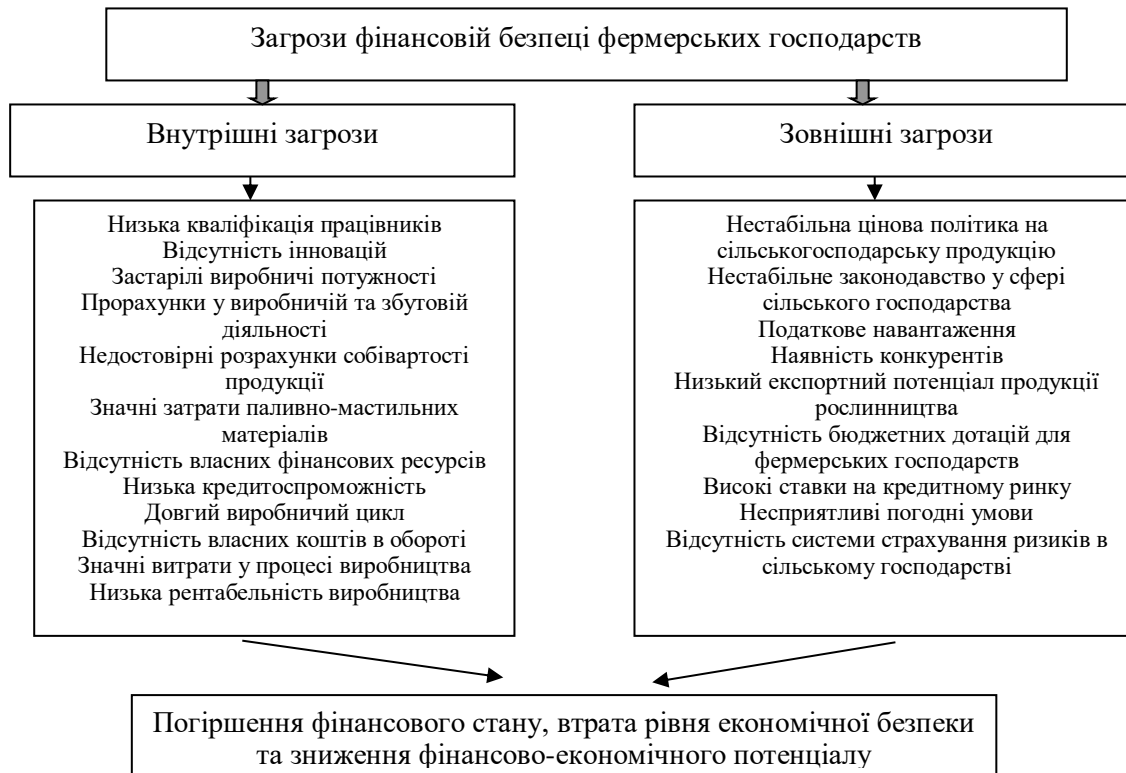 Загрози фінансовій безпеці фермерських господарств
Внутрішні загрози
Зовнішні загрози
Низька кваліфікація працівників
Відсутність інновацій
Застарілі виробничі потужності
Прорахунки у виробничій та збутовій
діяльності
Недостовірні розрахунки собівартості
продукції
Значні затрати паливно-мастильних
матеріалів
Відсутність власних фінансових ресурсів
Низька кредитоспроможність
Довгий виробничий цикл
Відсутність власних коштів в обороті
Значні витрати у процесі виробництва
Низька рентабельність виробництва
Нестабільна цінова політика на
сільськогосподарську продукцію
Нестабільне законодавство у сфері
сільського господарства
Податкове навантаження
Наявність конкурентів
Низький експортний потенціал продукції
рослинництва
Відсутність бюджетних дотацій для
фермерських господарств
Високі ставки на кредитному ринку
Несприятливі погодні умови
Відсутність системи страхування ризиків в
сільському господарстві
Погіршення фінансового стану, втрата рівня економічної безпеки
та зниження фінансово-економічного потенціалу